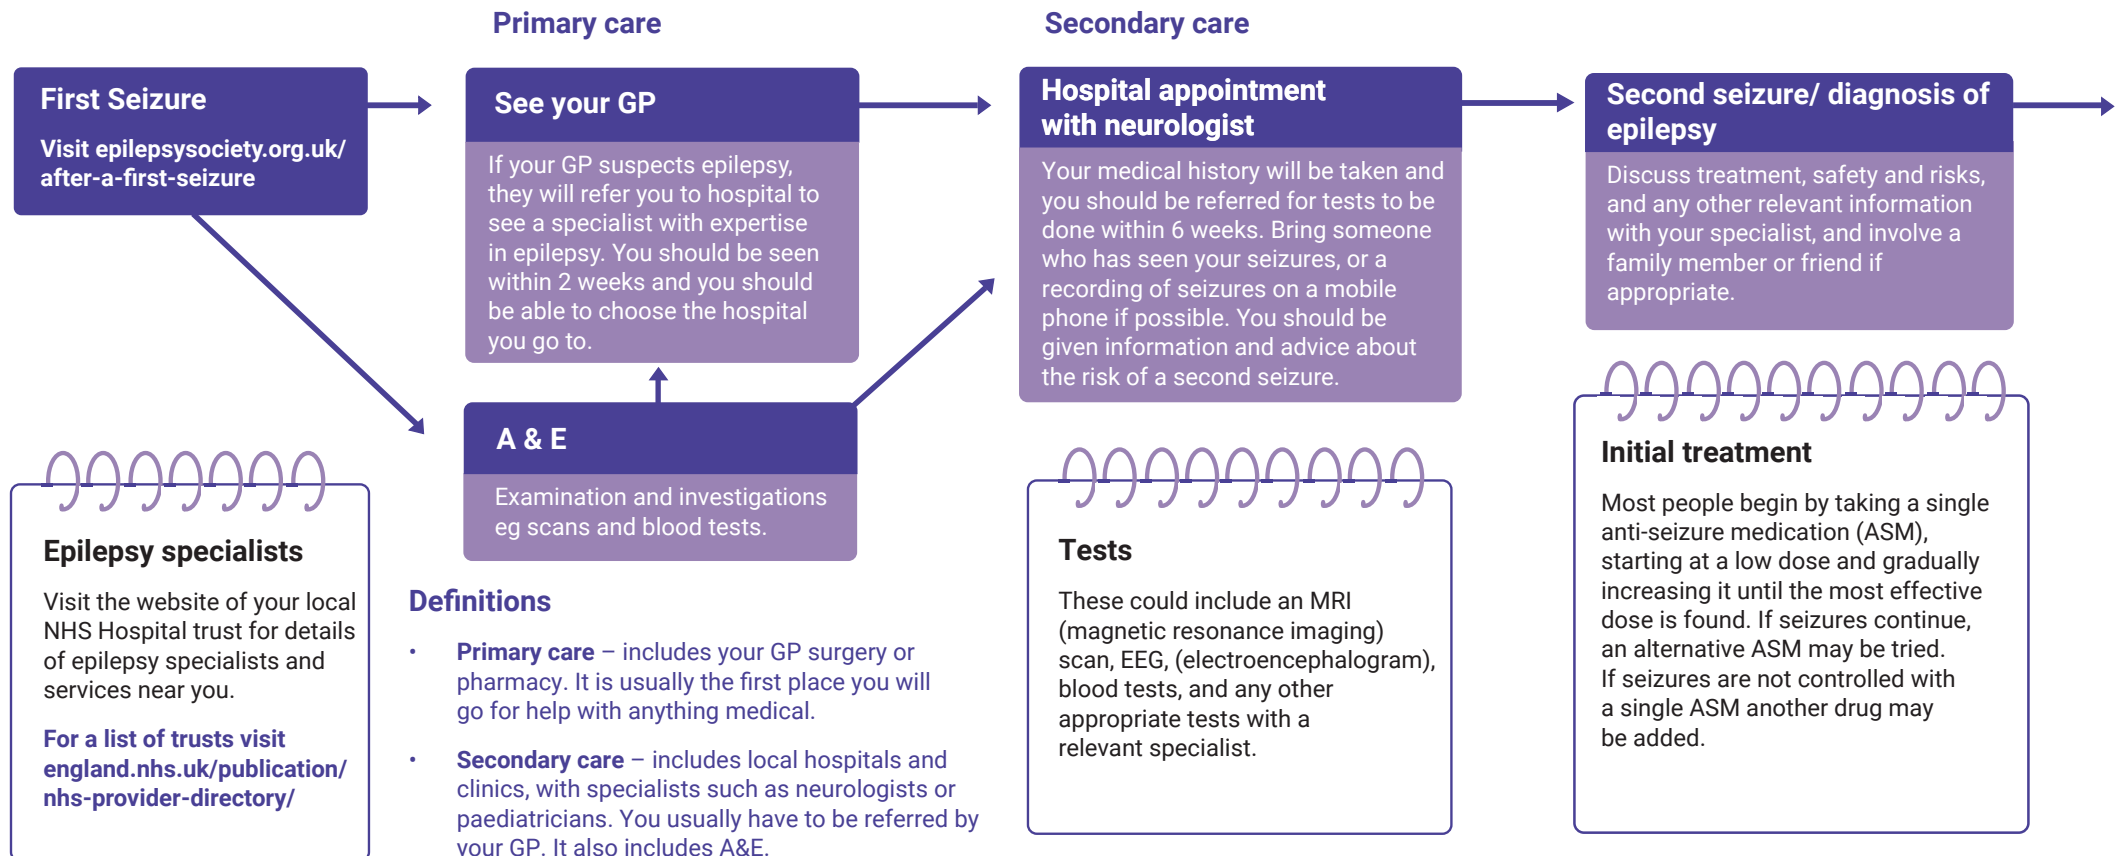 Primary care
Secondary care
First Seizure
Visit epilepsysociety.org.uk/
after-a-first-seizure
See your GP
If your GP suspects epilepsy,
they will refer you to hospital to
see a specialist with expertise
in epilepsy. You should be seen
within 2 weeks and you should
be able to choose the hospital
you go to.
A & E
Examination and investigations
eg scans and blood tests.
Hospital appointment
with neurologist
Your medical history will be taken and
you should be referred for tests to be
done within 6 weeks. Bring someone
who has seen your seizures, or a
recording of seizures on a mobile
phone if possible. You should be
given information and advice about
the risk of a second seizure.
Second seizure/ diagnosis of
epilepsy
Discuss treatment, safety and risks,
and any other relevant information
with your specialist, and involve a
family member or friend if
appropriate.
Epilepsy specialists
Visit the website of your local
NHS Hospital trust for details
of epilepsy specialists and
services near you.
For a list of trusts visit
england.nhs.uk/publication/
nhs-provider-directory/
Definitions
• Primary care – includes your GP surgery or
pharmacy. It is usually the first place you will
go for help with anything medical.
• Secondary care – includes local hospitals and
clinics, with specialists such as neurologists or
paediatricians. You usually have to be referred by
your GP. It also includes A&E.
Tests
These could include an MRI
(magnetic resonance imaging)
scan, EEG, (electroencephalogram),
blood tests, and any other
appropriate tests with a
relevant specialist.
Initial treatment
Most people begin by taking a single
anti-seizure medication (ASM),
starting at a low dose and gradually
increasing it until the most effective
dose is found. If seizures continue,
an alternative ASM may be tried.
If seizures are not controlled with
a single ASM another drug may
be added.